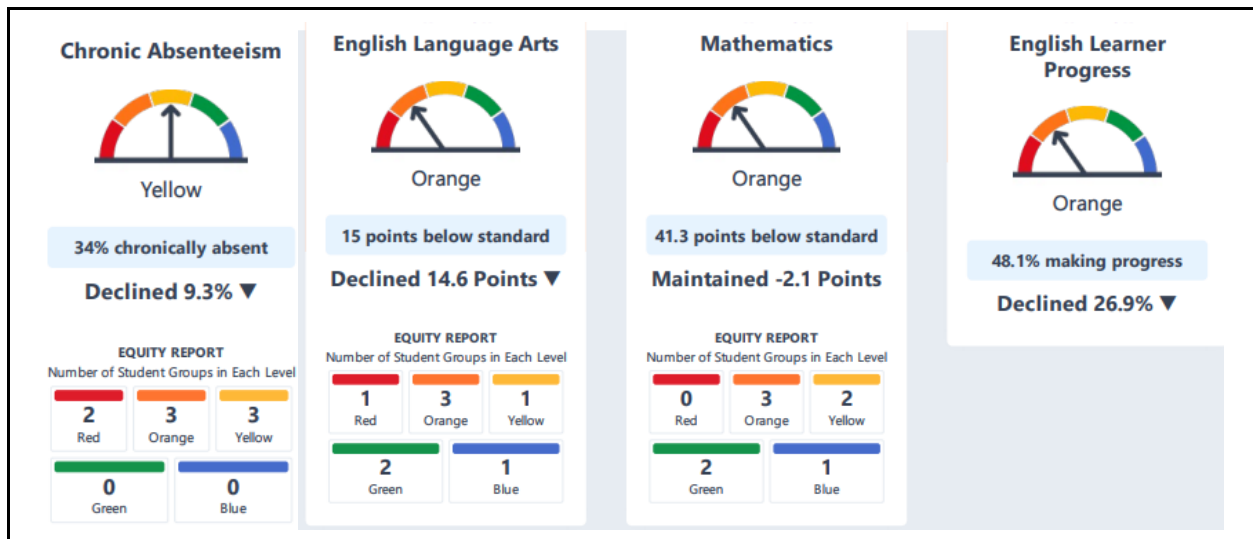 Chronic Absenteeism
Yellow
34% chronically absent
Declined 9.3% ▼
EQUITY REPORT
Number of Student Groups in Each Level
2
Red
3
Orange
3
Yellow
0
Green
0
Blue
English Language Arts
Orange
15 points below standard
Declined 14.6 Points ▼
EQUITY REPORT
Number of Student Groups in Each Level
1
Red
3
Orange
1
Yellow
2
Green
1
Blue
Mathematics
Orange
41.3 points below standard
Maintained -2.1 Points
EQUITY REPORT
Number of Student Groups in Each Level
0
Red
3
Orange
2
Yellow
2
Green
1
Blue
English Learner
Progress
Orange
48.1% making progress
Declined 26.9% ▼